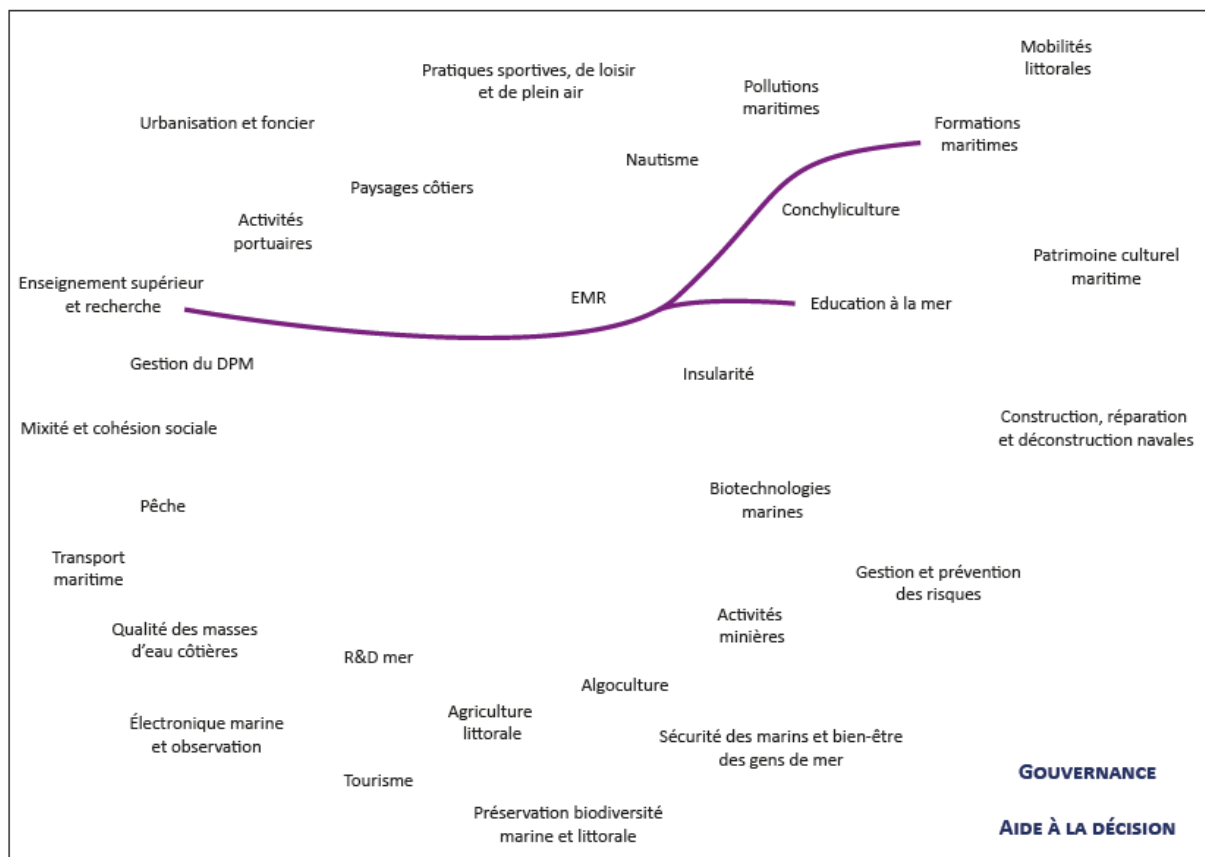 Mobilités
littorales
Pratiques sportives, de loisir
et de plein air
Pollutions
maritimes
Urbanisation et foncier
Formations
maritimes
Nautisme
Paysages côtiers
Conchyliculture
Activités
portuaires
Patrimoine culturel
maritime
Enseignement supérieur
et recherche
EMR
Education à la mer
Gestion du DPM
Insularité
Mixité et cohésion sociale
Construction, réparation
et déconstruction navales
Biotechnologies
marines
Pêche
Transport
maritime
Gestion et prévention
des risques
Activités
minières
Qualité des masses
d'eau côtières
R&D mer
Algoculture
Agriculture
littorale
Électronique marine
et observation
Sécurité des marins et bien-être
des gens de mer
Gouvernance
Tourisme
Préservation biodiversité
marine et littorale
Aide à la décision